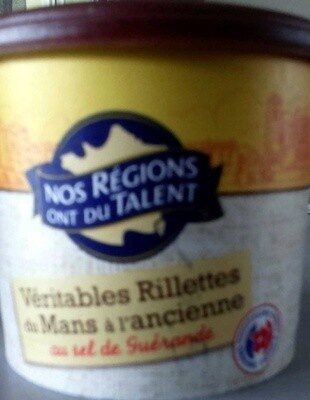 NOS RÉGIONS
ONT DU TALENT
Véritables Rillettes
du Mans à l'ancienne
au sel de Guérande